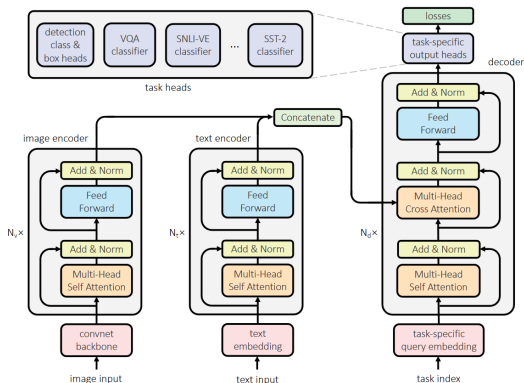 losses
detection
class &
box heads
VQA
classifier
SNLI-VE
classifier
...
SST-2
classifier
task heads
task-specific
output heads
decoder
Add & Norm
Feed
Forward
Concatenate
image encoder
text encoder
Add & Norm
Feed
Forward
Nᵥ×
Add & Norm
Multi-Head
Self Attention
Add & Norm
Feed
Forward
Nₜ×
Add & Norm
Multi-Head
Self Attention
Add & Norm
Multi-Head
Cross Attention
N_d×
Add & Norm
Multi-Head
Self Attention
convnet
backbone
text
embedding
task-specific
query embedding
image input
text input
task index